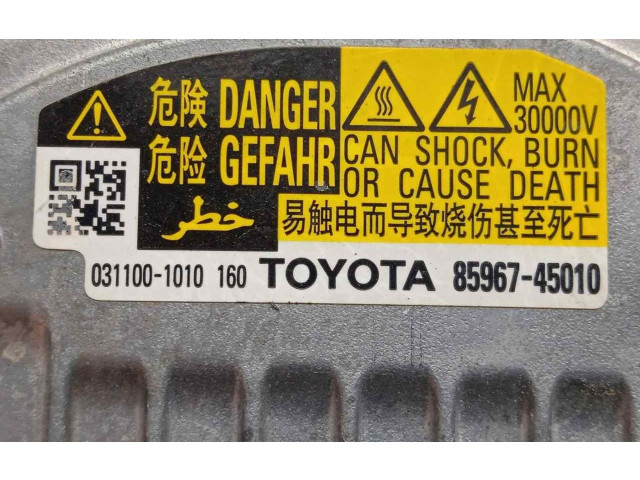 危険 DANGER
危险 GEFAHR
خطر
MAX
30000V
CAN SHOCK, BURN
OR CAUSE DEATH
易触电而导致烧伤甚至死亡
031100-1010 160 TOYOTA 85967-45010